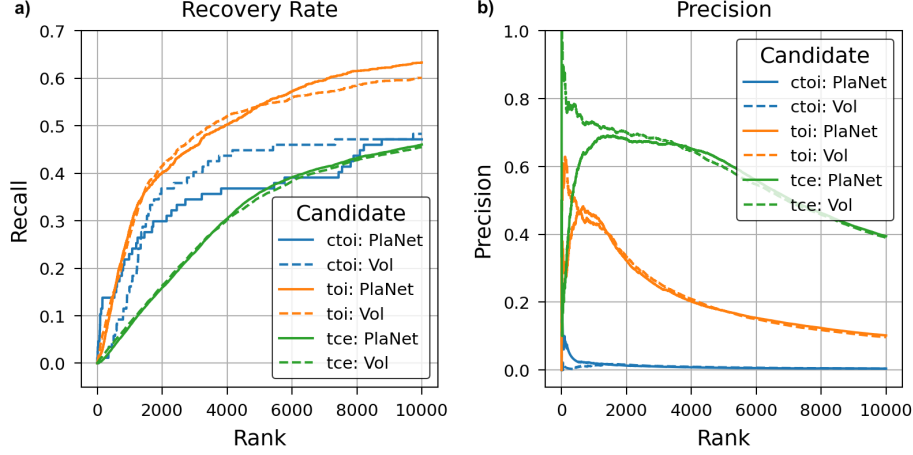 a)
Recovery Rate
Recall
0.7
0.6
0.5
0.4
0.3
0.2
0.1
0.0
0
2000
4000
6000
8000
10000
Rank
Candidate
ctoi: PlaNet
ctoi: Vol
toi: PlaNet
toi: Vol
tce: PlaNet
tce: Vol
b)
Precision
Precision
1.0
0.8
0.6
0.4
0.2
0.0
0
2000
4000
6000
8000
10000
Rank
Candidate
ctoi: PlaNet
ctoi: Vol
toi: PlaNet
toi: Vol
tce: PlaNet
tce: Vol